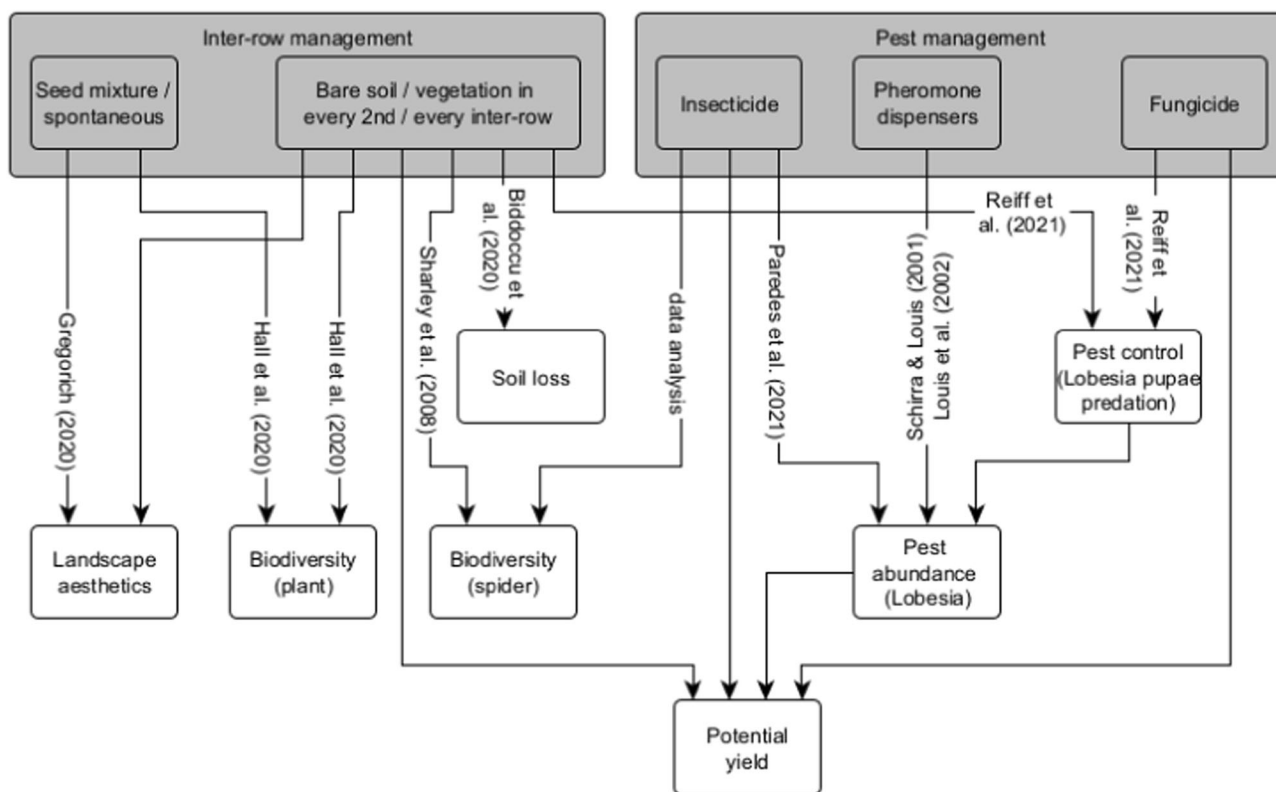 Inter-row management
Pest management
Seed mixture /
spontaneous
Bare soil / vegetation in
every 2nd / every inter-row
Insecticide
Pheromone
dispensers
Fungicide
Gregorich (2020)
Hall et al. (2020)
Hall et al. (2020)
Sharley et al. (2008)
Biddoccu et
al. (2020)
data analysis
Paredes et al. (2021)
Schirra & Louis (2001)
Louis et al. (2002)
Reiff et
al. (2021)
Reiff et
al. (2021)
Soil loss
Pest control
(Lobesia pupae
predation)
Landscape
aesthetics
Biodiversity
(plant)
Biodiversity
(spider)
Pest
abundance
(Lobesia)
Potential
yield